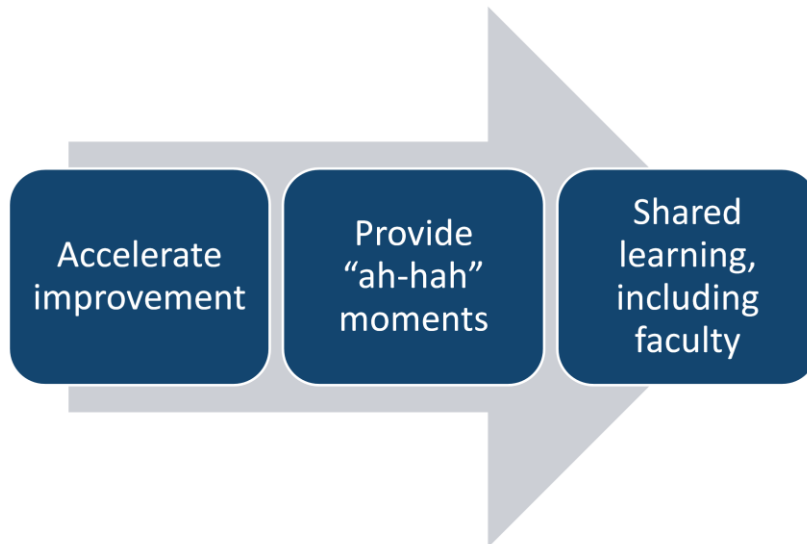 Accelerate
improvement
Provide
“ah-hah”
moments
Shared
learning,
including
faculty